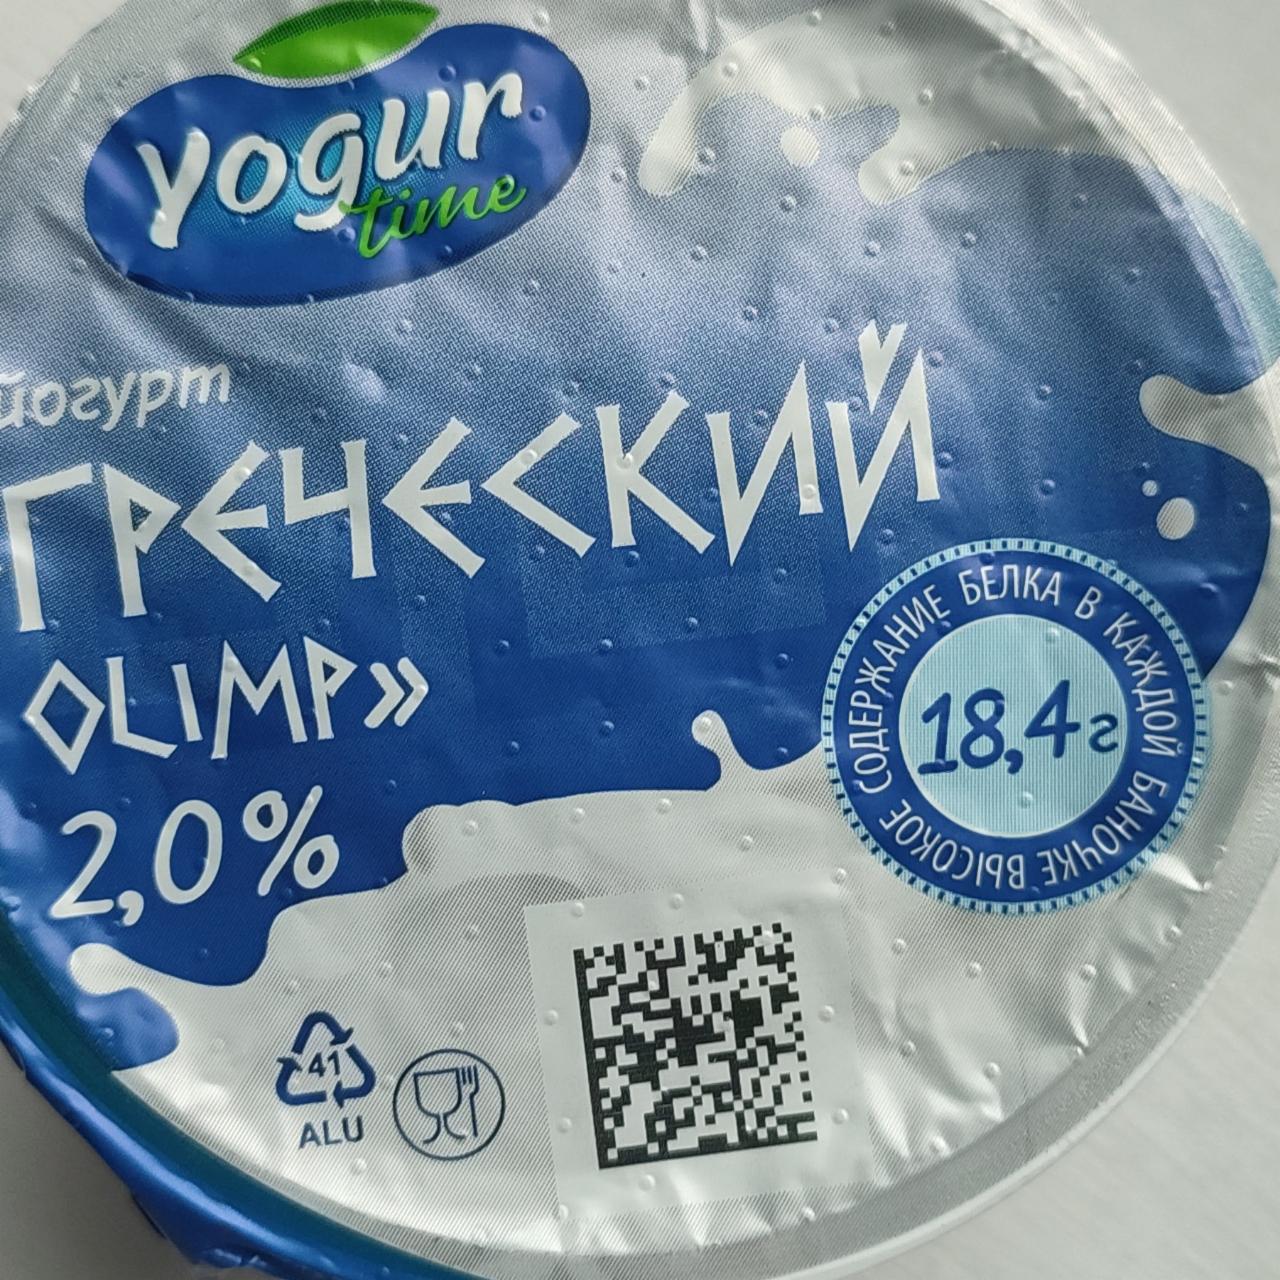 yogur
time
йогурт
ГРЕЧЕСКИЙ
OLIMP»
2,0%
ВЫСОКОЕ СОДЕРЖАНИЕ БЕЛКА В КАЖДОЙ БАНОЧКЕ
18,4г
41
ALU